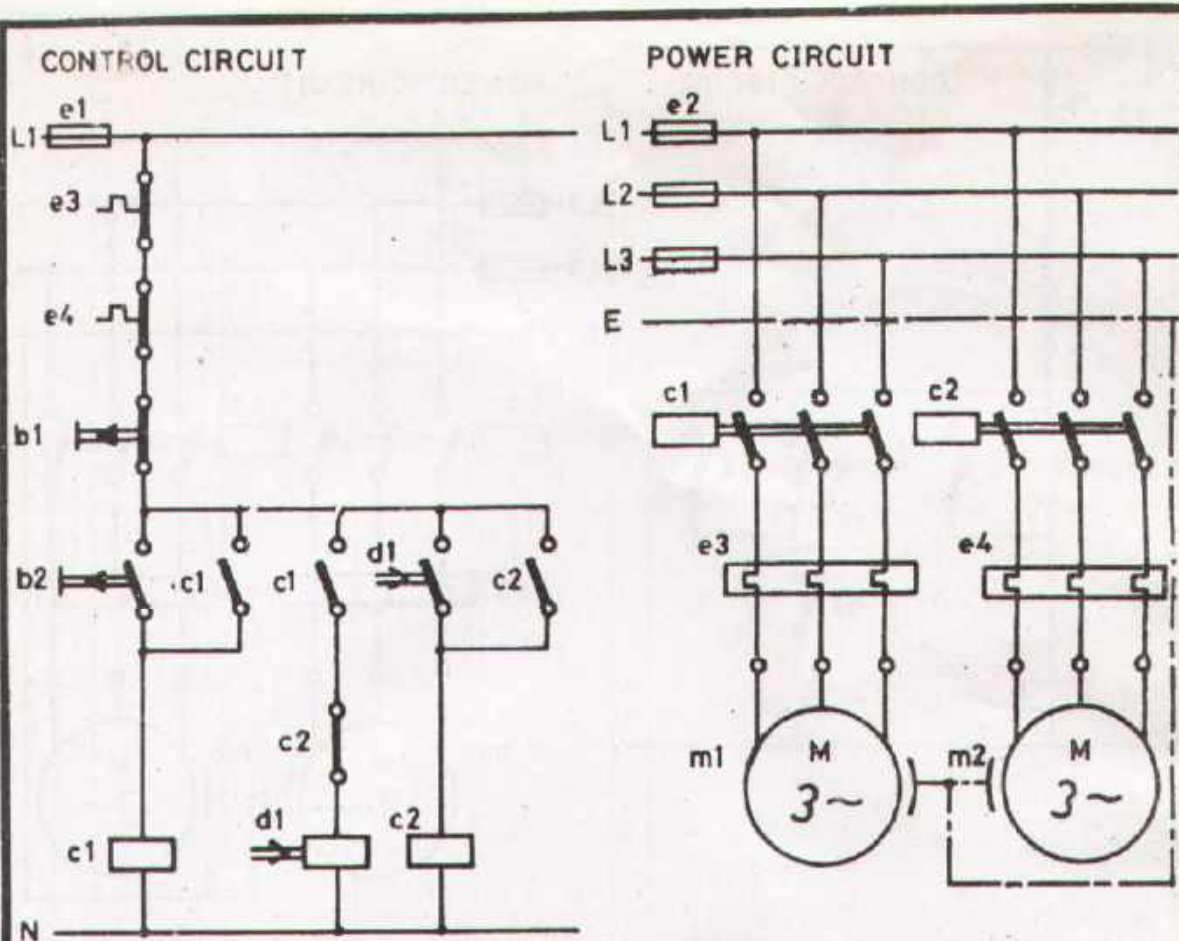 CONTROL CIRCUIT
POWER CIRCUIT
e1
L1
e3
e4
b1
b2
c1
c1
d1
c2
c2
d1
c1
c2
N
e2
L1
L2
L3
E
c1
c2
e3
e4
m1
M
3~
m2
M
3~